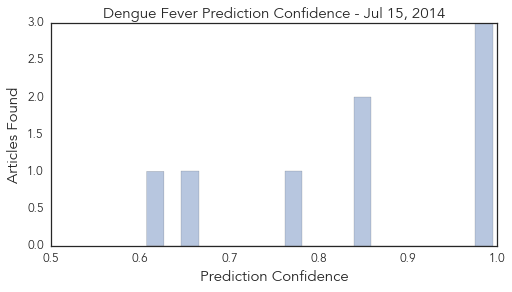 Dengue Fever Prediction Confidence - Jul 15, 2014
3.0
2.5
2.0
1.5
1.0
0.5
0.0
Articles Found
0.5 0.6 0.7 0.8 0.9 1.0
Prediction Confidence